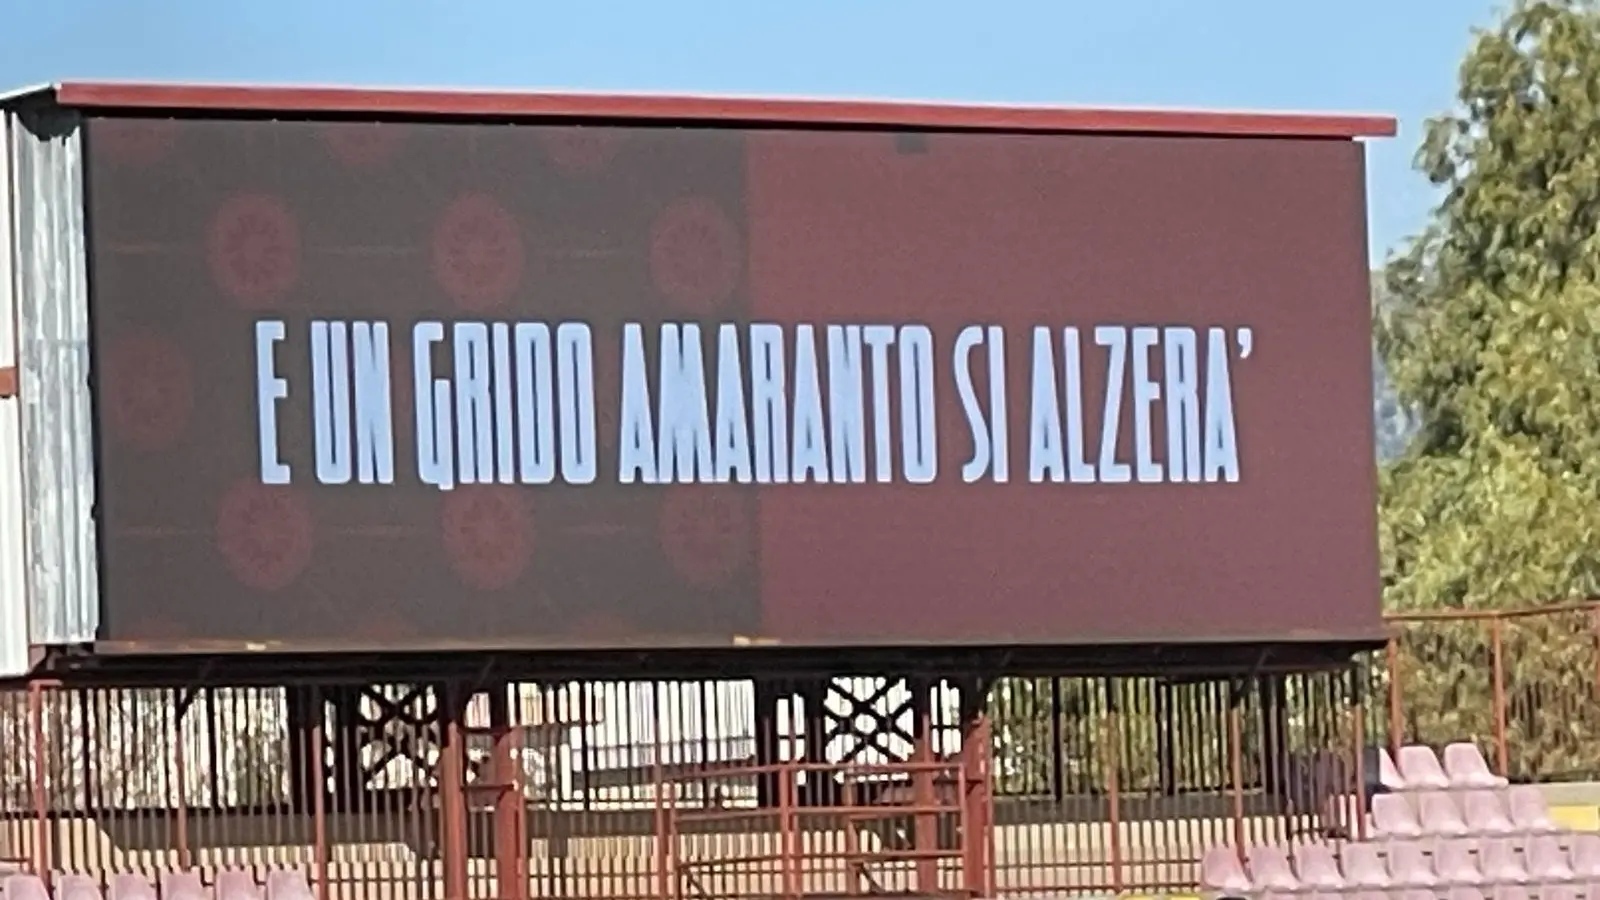 E UN GRIDO AMARANTO SI ALZERA’